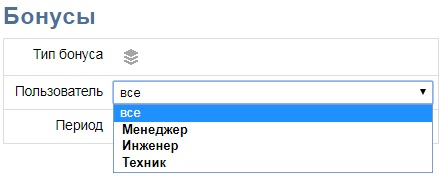 Бонусы
Тип бонуса
Пользователь все
все
Менеджер
Инженер
Период
Техник